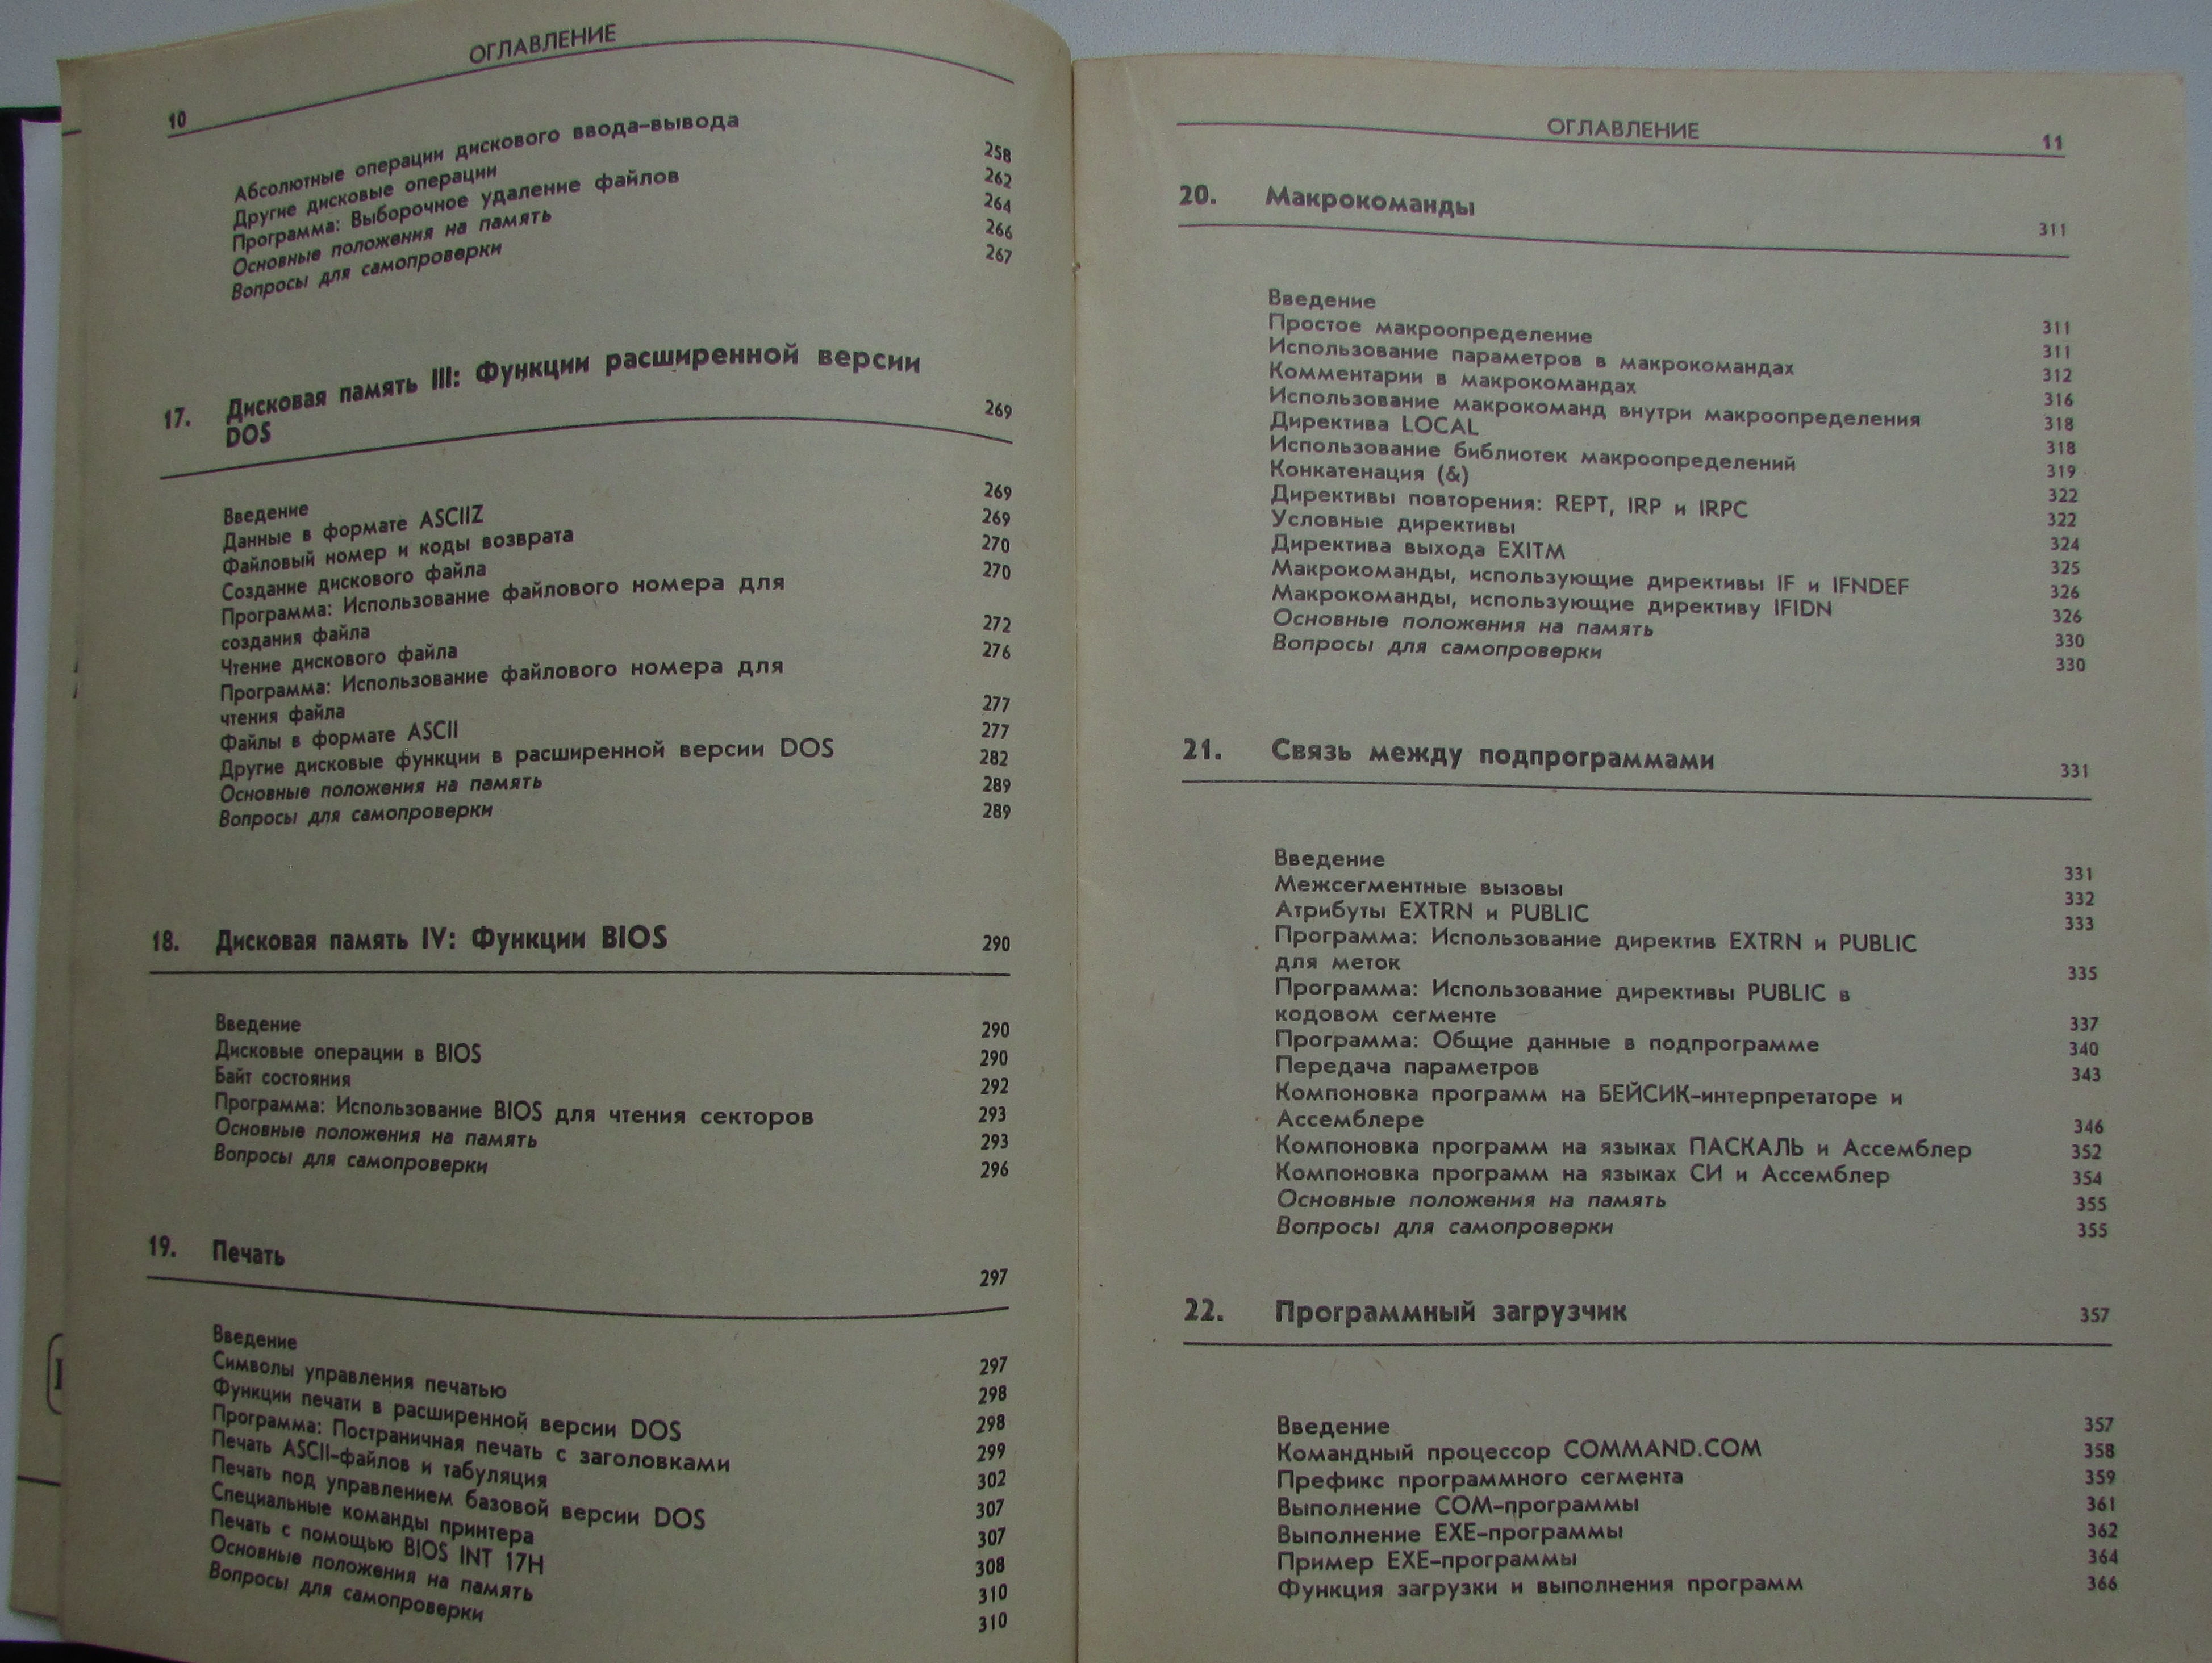 ОГЛАВЛЕНИЕ
10
Абсолютные операции дискового ввода-вывода 258
Другие дисковые операции 262
Программа: Выборочное удаление файлов 264
Основные положения на память 266
Вопросы для самопроверки 267
17. Дисковая память III: Функции расширенной версии
DOS 269
Введение 269
Данные в формате ASCIIZ 269
Файловый номер и коды возврата 270
Создание дискового файла 270
Программа: Использование файлового номера для
создания файла 272
Чтение дискового файла 276
Программа: Использование файлового номера для
чтения файла 277
Файлы в формате ASCII 277
Другие дисковые функции в расширенной версии DOS 282
Основные положения на память 289
Вопросы для самопроверки 289
18. Дисковая память IV: Функции BIOS 290
Введение 290
Дисковые операции в BIOS 290
Байт состояния 292
Программа: Использование BIOS для чтения секторов 293
Основные положения на память 293
Вопросы для самопроверки 296
19. Печать 297
Введение 297
Символы управления печатью 298
Функции печати в расширенной версии DOS 298
Программа: Постраничная печать с заголовками 299
Печать ASCII-файлов и табуляция 302
Печать под управлением базовой версии DOS 307
Специальные команды принтера 307
Печать с помощью BIOS INT 17H 308
Основные положения на память 310
Вопросы для самопроверки 310
ОГЛАВЛЕНИЕ 11
20. Макрокоманды 311
Введение 311
Простое макроопределение 311
Использование параметров в макрокомандах 312
Комментарии в макрокомандах 316
Использование макрокоманд внутри макроопределения 318
Директива LOCAL 318
Использование библиотек макроопределений 319
Конкатенация (&) 322
Директивы повторения: REPT, IRP и IRPC 322
Условные директивы 324
Директива выхода EXITM 325
Макрокоманды, использующие директивы IF и IFNDEF 326
Макрокоманды, использующие директиву IFIDN 326
Основные положения на память 330
Вопросы для самопроверки 330
21. Связь между подпрограммами 331
Введение 331
Межсегментные вызовы 332
Атрибуты EXTRN и PUBLIC 333
Программа: Использование директив EXTRN и PUBLIC
для меток 335
Программа: Использование директивы PUBLIC в
кодовом сегменте 337
Программа: Общие данные в подпрограмме 340
Передача параметров 343
Компоновка программ на БЕЙСИК-интерпретаторе и
Ассемблере 346
Компоновка программ на языках ПАСКАЛЬ и Ассемблер 352
Компоновка программ на языках СИ и Ассемблер 354
Основные положения на память 355
Вопросы для самопроверки 355
22. Программный загрузчик 357
Введение 357
Командный процессор COMMAND.COM 358
Префикс программного сегмента 359
Выполнение COM-программы 361
Выполнение EXE-программы 362
Пример EXE-программы 364
Функция загрузки и выполнения программ 366